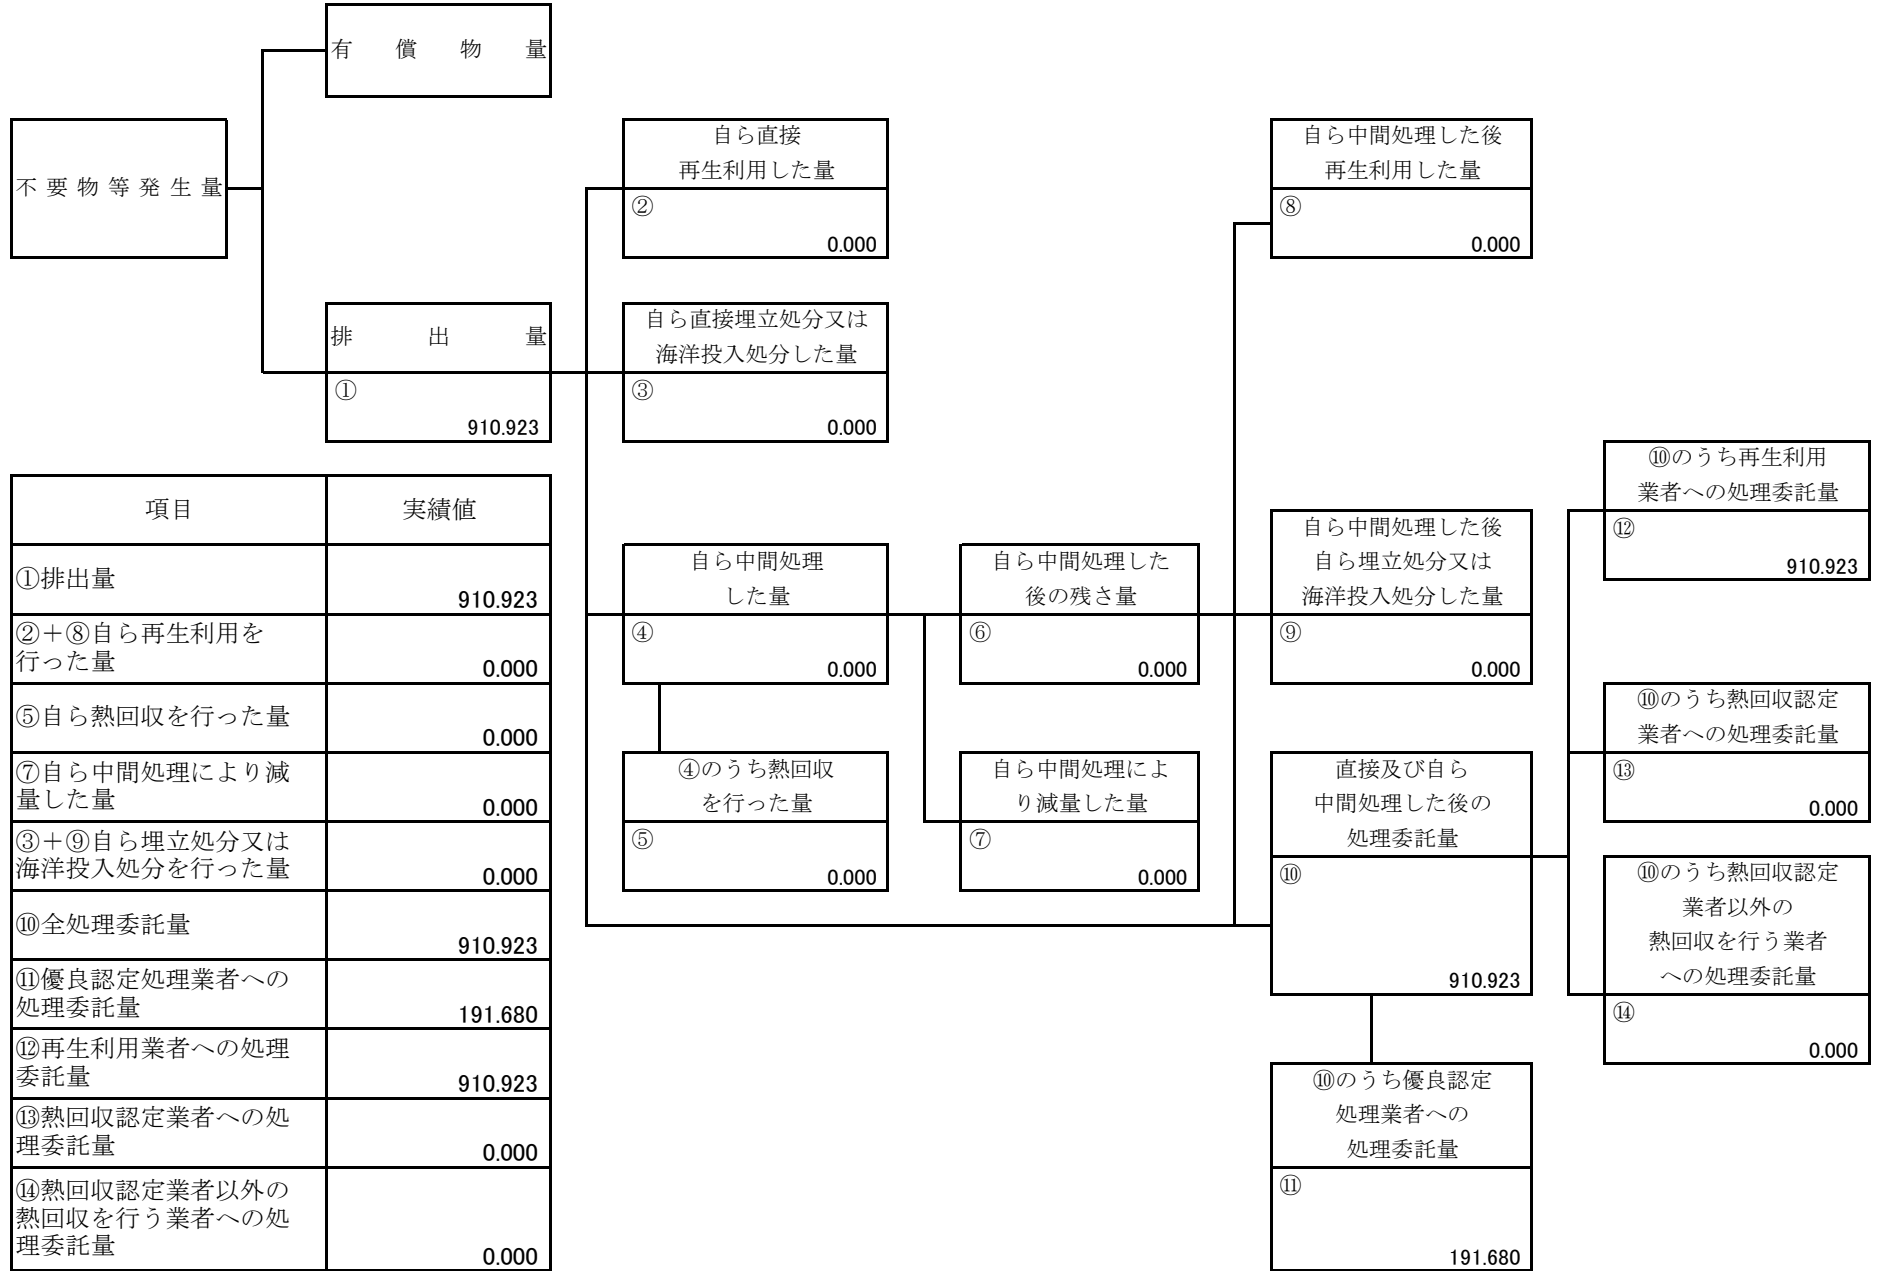 有償物量
不要物等発生量
排出量
①
910.923
自ら直接
再生利用した量
②
0.000
自ら直接埋立処分又は
海洋投入処分した量
③
0.000
自ら中間処理
した量
④
0.000
④のうち熱回収
を行った量
⑤
0.000
自ら中間処理した
後の残さ量
⑥
0.000
自ら中間処理によ
り減量した量
⑦
0.000
自ら中間処理した後
再生利用した量
⑧
0.000
自ら中間処理した後
自ら埋立処分又は
海洋投入処分した量
⑨
0.000
直接及び自ら
中間処理した後の
処理委託量
⑩
910.923
⑩のうち優良認定
処理業者への
処理委託量
⑪
191.680
⑩のうち再生利用
業者への処理委託量
⑫
910.923
⑩のうち熱回収認定
業者への処理委託量
⑬
0.000
⑩のうち熱回収認定
業者以外の
熱回収を行う業者
への処理委託量
⑭
0.000
項目 実績値
①排出量
910.923
②+⑧自ら再生利用を
行った量
0.000
⑤自ら熱回収を行った量
0.000
⑦自ら中間処理により減
量した量
0.000
③+⑨自ら埋立処分又は
海洋投入処分を行った量
0.000
⑩全処理委託量
910.923
⑪優良認定処理業者への
処理委託量
191.680
⑫再生利用業者への処理
委託量
910.923
⑬熱回収認定業者への処
理委託量
0.000
⑭熱回収認定業者以外の
熱回収を行う業者への処
理委託量
0.000